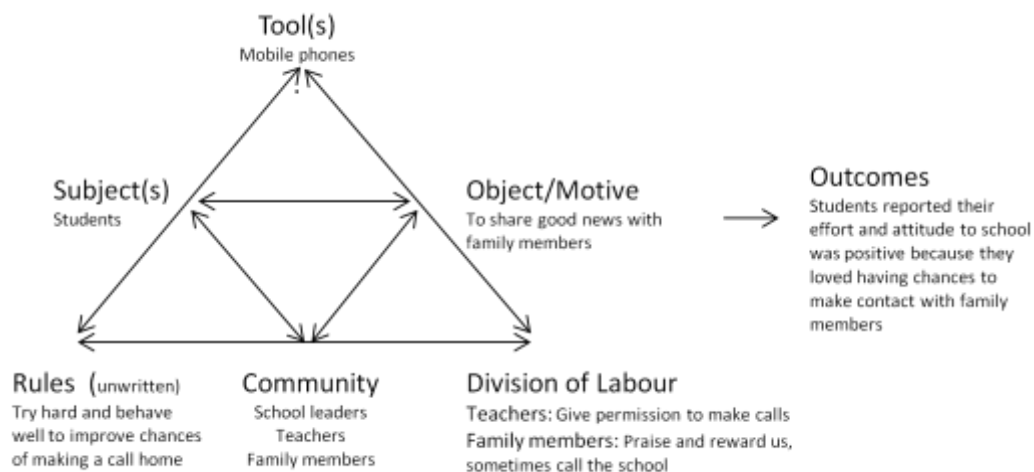 Tool(s)
Mobile phones
Subject(s)
Students
Object/Motive
To share good news with
family members
Outcomes
Students reported their
effort and attitude to school
was positive because they
loved having chances to
make contact with family
members
Rules (unwritten)
Try hard and behave
well to improve chances
of making a call home
Community
School leaders
Teachers
Family members
Division of Labour
Teachers: Give permission to make calls
Family members: Praise and reward us,
sometimes call the school